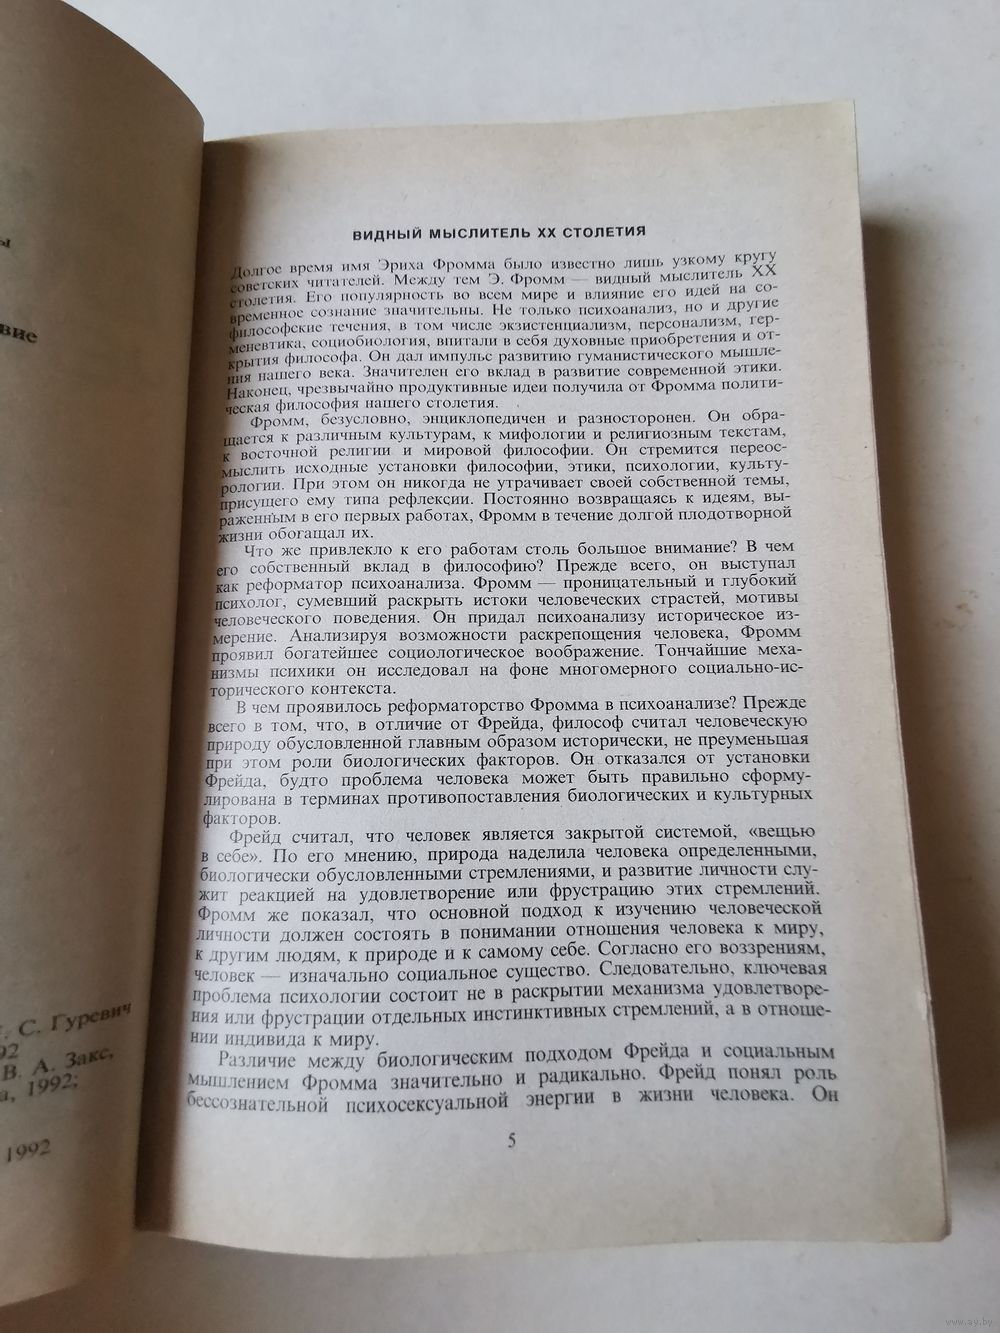 ы
вие
С. Гуревич
92
В. А. Закс,
а, 1992;
1992
ВИДНЫЙ МЫСЛИТЕЛЬ XX СТОЛЕТИЯ
Долгое время имя Эриха Фромма было известно лишь узкому кругу
советских читателей. Между тем Э. Фромм — видный мыслитель XX
столетия. Его популярность во всем мире и влияние его идей на со-
временное сознание значительны. Не только психоанализ, но и другие
философские течения, в том числе экзистенциализм, персонализм, гер-
меневтика, социобиология, впитали в себя духовные приобретения и от-
крытия философа. Он дал импульс развитию гуманистического мышле-
ния нашего века. Значителен его вклад в развитие современной этики.
Наконец, чрезвычайно продуктивные идеи получила от Фромма полити-
ческая философия нашего столетия.
Фромм, безусловно, энциклопедичен и разносторонен. Он обра-
щается к различным культурам, к мифологии и религиозным текстам,
к восточной религии и мировой философии. Он стремится переос-
мыслить исходные установки философии, этики, психологии, культу-
рологии. При этом он никогда не утрачивает своей собственной темы,
присущего ему типа рефлексии. Постоянно возвращаясь к идеям, вы-
раженным в его первых работах, Фромм в течение долгой плодотворной
жизни обогащал их.
Что же привлекло к его работам столь большое внимание? В чем
его собственный вклад в философию? Прежде всего, он выступал
как реформатор психоанализа. Фромм — проницательный и глубокий
психолог, сумевший раскрыть истоки человеческих страстей, мотивы
человеческого поведения. Он придал психоанализу историческое из-
мерение. Анализируя возможности раскрепощения человека, Фромм
проявил богатейшее социологическое воображение. Тончайшие меха-
низмы психики он исследовал на фоне многомерного социально-ис-
торического контекста.
В чем проявилось реформаторство Фромма в психоанализе? Прежде
всего в том, что, в отличие от Фрейда, философ считал человеческую
природу обусловленной главным образом исторически, не преуменьшая
при этом роли биологических факторов. Он отказался от установки
Фрейда, будто проблема человека может быть правильно сформу-
лирована в терминах противопоставления биологических и культурных
факторов.
Фрейд считал, что человек является закрытой системой, «вещью
в себе». По его мнению, природа наделила человека определенными,
биологически обусловленными стремлениями, и развитие личности слу-
жит реакцией на удовлетворение или фрустрацию этих стремлений.
Фромм же показал, что основной подход к изучению человеческой
личности должен состоять в понимании отношения человека к миру,
к другим людям, к природе и к самому себе. Согласно его воззрениям,
человек — изначально социальное существо. Следовательно, ключевая
проблема психологии состоит не в раскрытии механизма удовлетворе-
ния или фрустрации отдельных инстинктивных стремлений, а в отноше-
нии индивида к миру.
Различие между биологическим подходом Фрейда и социальным
мышлением Фромма значительно и радикально. Фрейд понял роль
бессознательной психосексуальной энергии в жизни человека. Он
5
www.ay.by